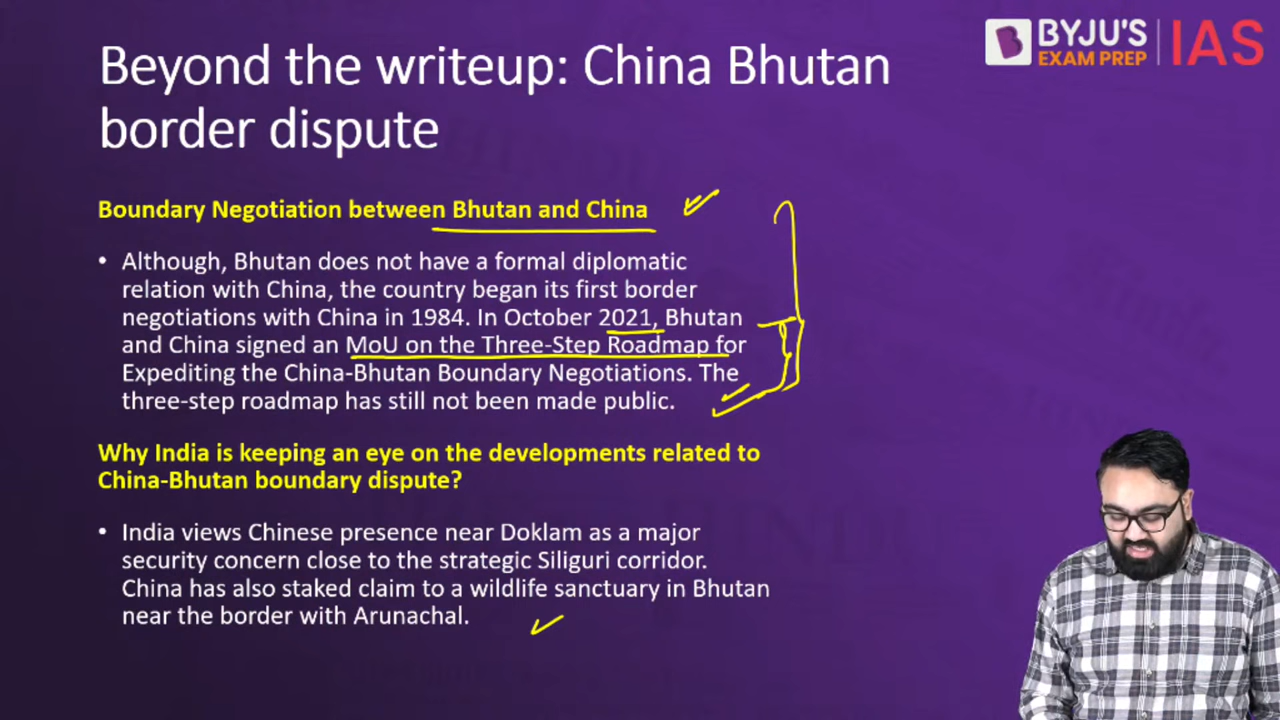 BYJU'S
EXAM PREP
IAS
Beyond the writeup: China Bhutan
border dispute
Boundary Negotiation between Bhutan and China
• Although, Bhutan does not have a formal diplomatic
relation with China, the country began its first border
negotiations with China in 1984. In October 2021, Bhutan
and China signed an MoU on the Three-Step Roadmap for
Expediting the China-Bhutan Boundary Negotiations. The
three-step roadmap has still not been made public.
Why India is keeping an eye on the developments related to
China-Bhutan boundary dispute?
• India views Chinese presence near Doklam as a major
security concern close to the strategic Siliguri corridor.
China has also staked claim to a wildlife sanctuary in Bhutan
near the border with Arunachal.